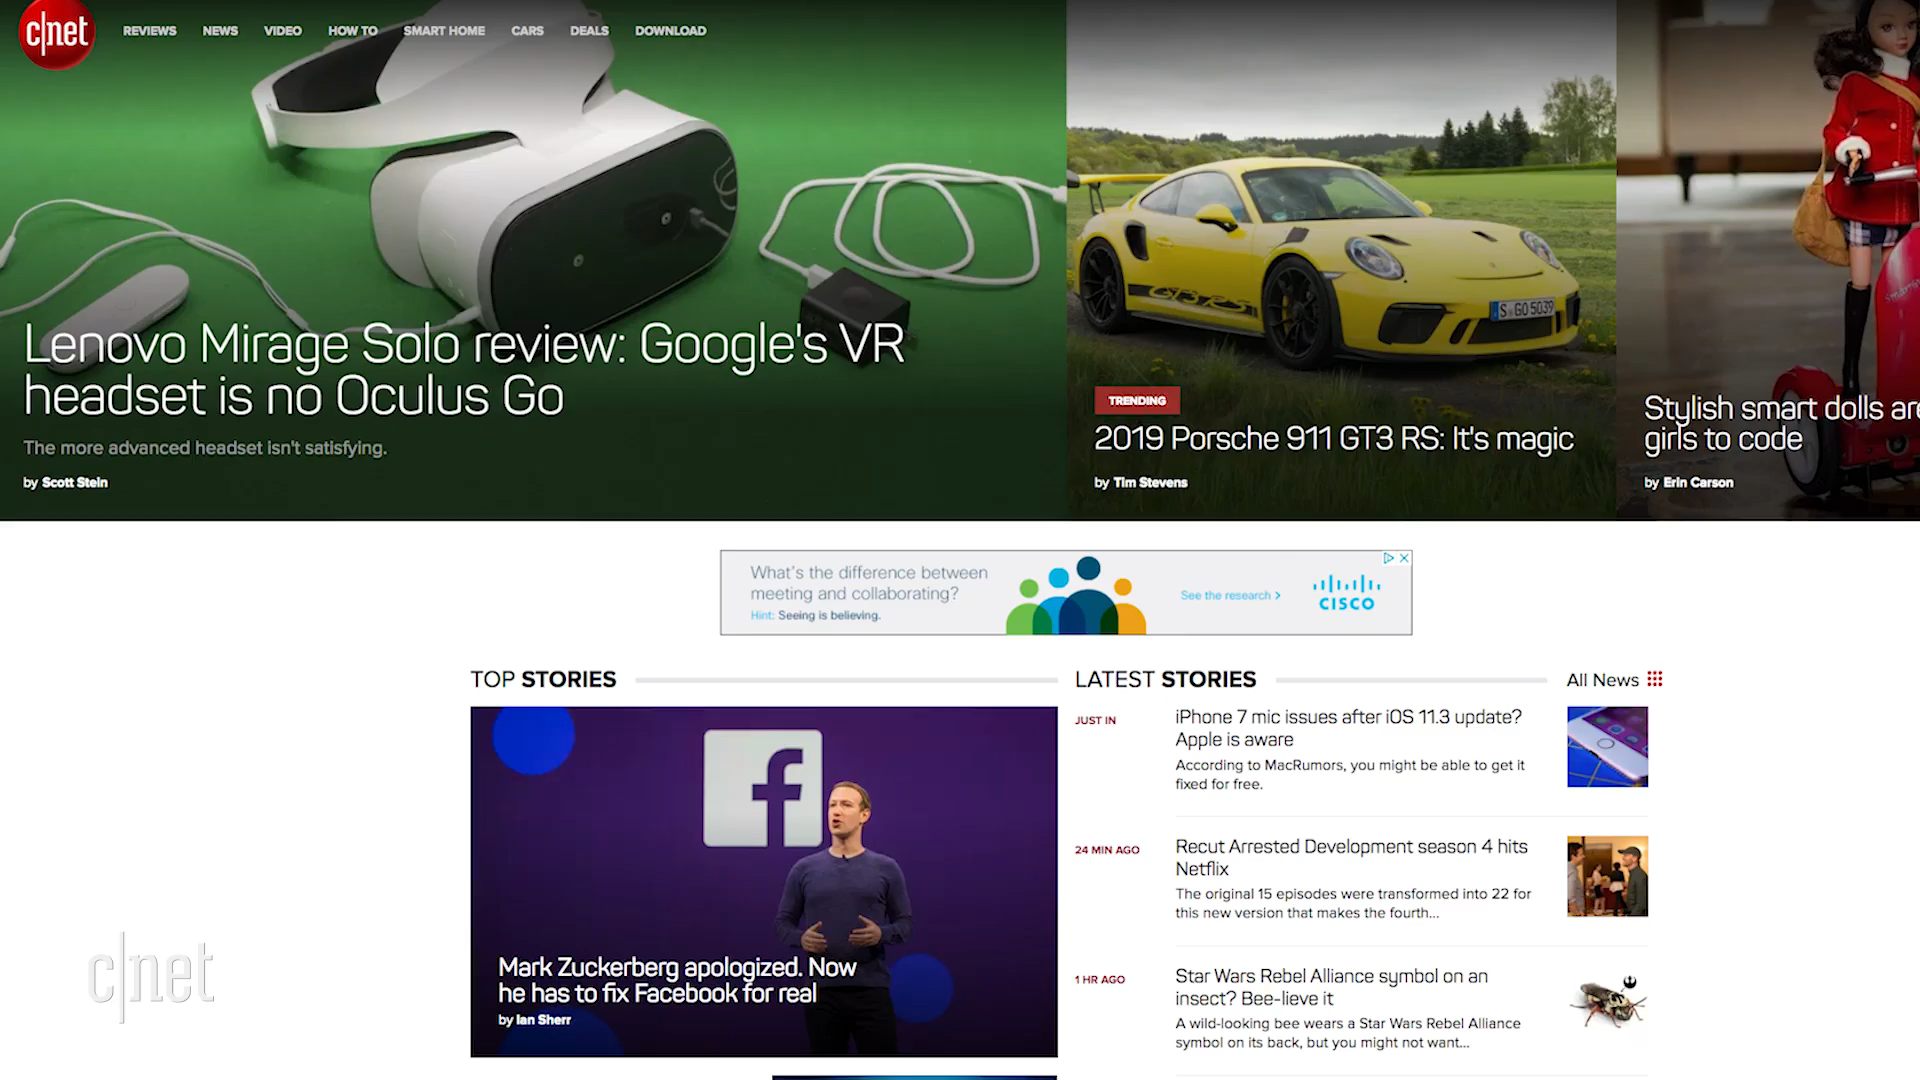 c|net
REVIEWS NEWS VIDEO HOW TO SMART HOME CARS DEALS DOWNLOAD
Lenovo Mirage Solo review: Google's VR
headset is no Oculus Go
The more advanced headset isn't satisfying.
by Scott Stein
GT3 RS
S GO 5039
TRENDING
2019 Porsche 911 GT3 RS: It's magic
by Tim Stevens
Stylish smart dolls are
girls to code
by Erin Carson
What's the difference between
meeting and collaborating?
Hint: Seeing is believing.
See the research >
CISCO
TOP STORIES
f
Mark Zuckerberg apologized. Now
he has to fix Facebook for real
by Ian Sherr
LATEST STORIES
All News
JUST IN
iPhone 7 mic issues after iOS 11.3 update?
Apple is aware
According to MacRumors, you might be able to get it
fixed for free.
24 MIN AGO
Recut Arrested Development season 4 hits
Netflix
The original 15 episodes were transformed into 22 for
this new version that makes the fourth...
1 HR AGO
Star Wars Rebel Alliance symbol on an
insect? Bee-lieve it
A wild-looking bee wears a Star Wars Rebel Alliance
symbol on its back, but you might not want...
c|net